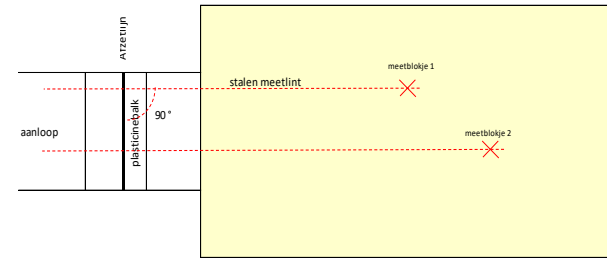 Afzetlijn
meetblokje 1
stalen meetlint
90°
plasticinebalk
aanloop
meetblokje 2